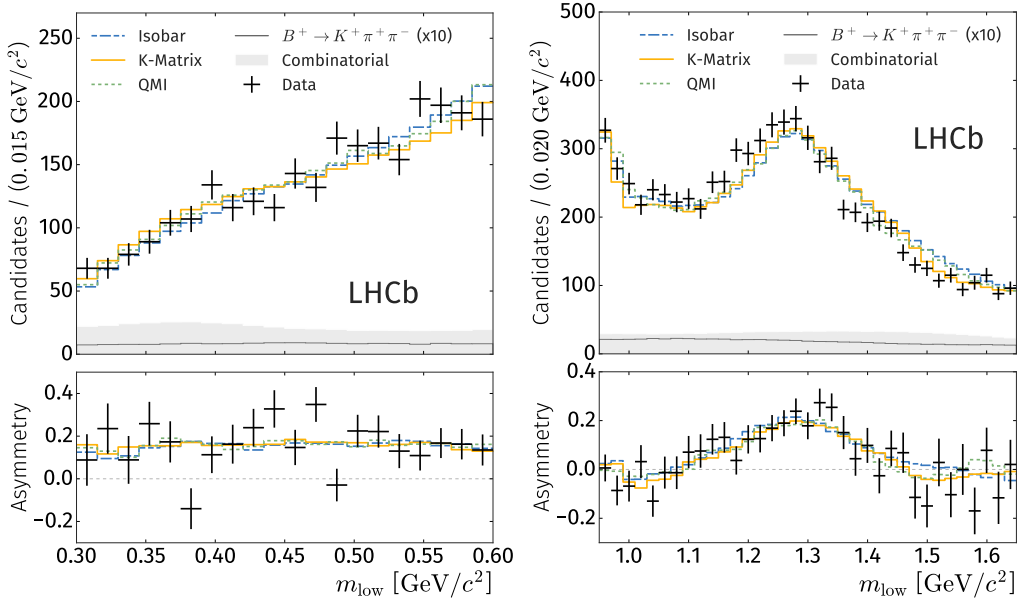 Candidates / (0.015 GeV/c²)
250
200
150
100
50
0
Isobar
K-Matrix
QMI
B⁺ → K⁺π⁺π⁻ (x10)
Combinatorial
Data
LHCb
Asymmetry
0.4
0.2
0.0
−0.2
0.30 0.35 0.40 0.45 0.50 0.55 0.60
m_low [GeV/c²]
Candidates / (0.020 GeV/c²)
500
400
300
200
100
0
Isobar
K-Matrix
QMI
B⁺ → K⁺π⁺π⁻ (x10)
Combinatorial
Data
LHCb
Asymmetry
0.4
0.2
0.0
−0.2
1.0 1.1 1.2 1.3 1.4 1.5 1.6
m_low [GeV/c²]